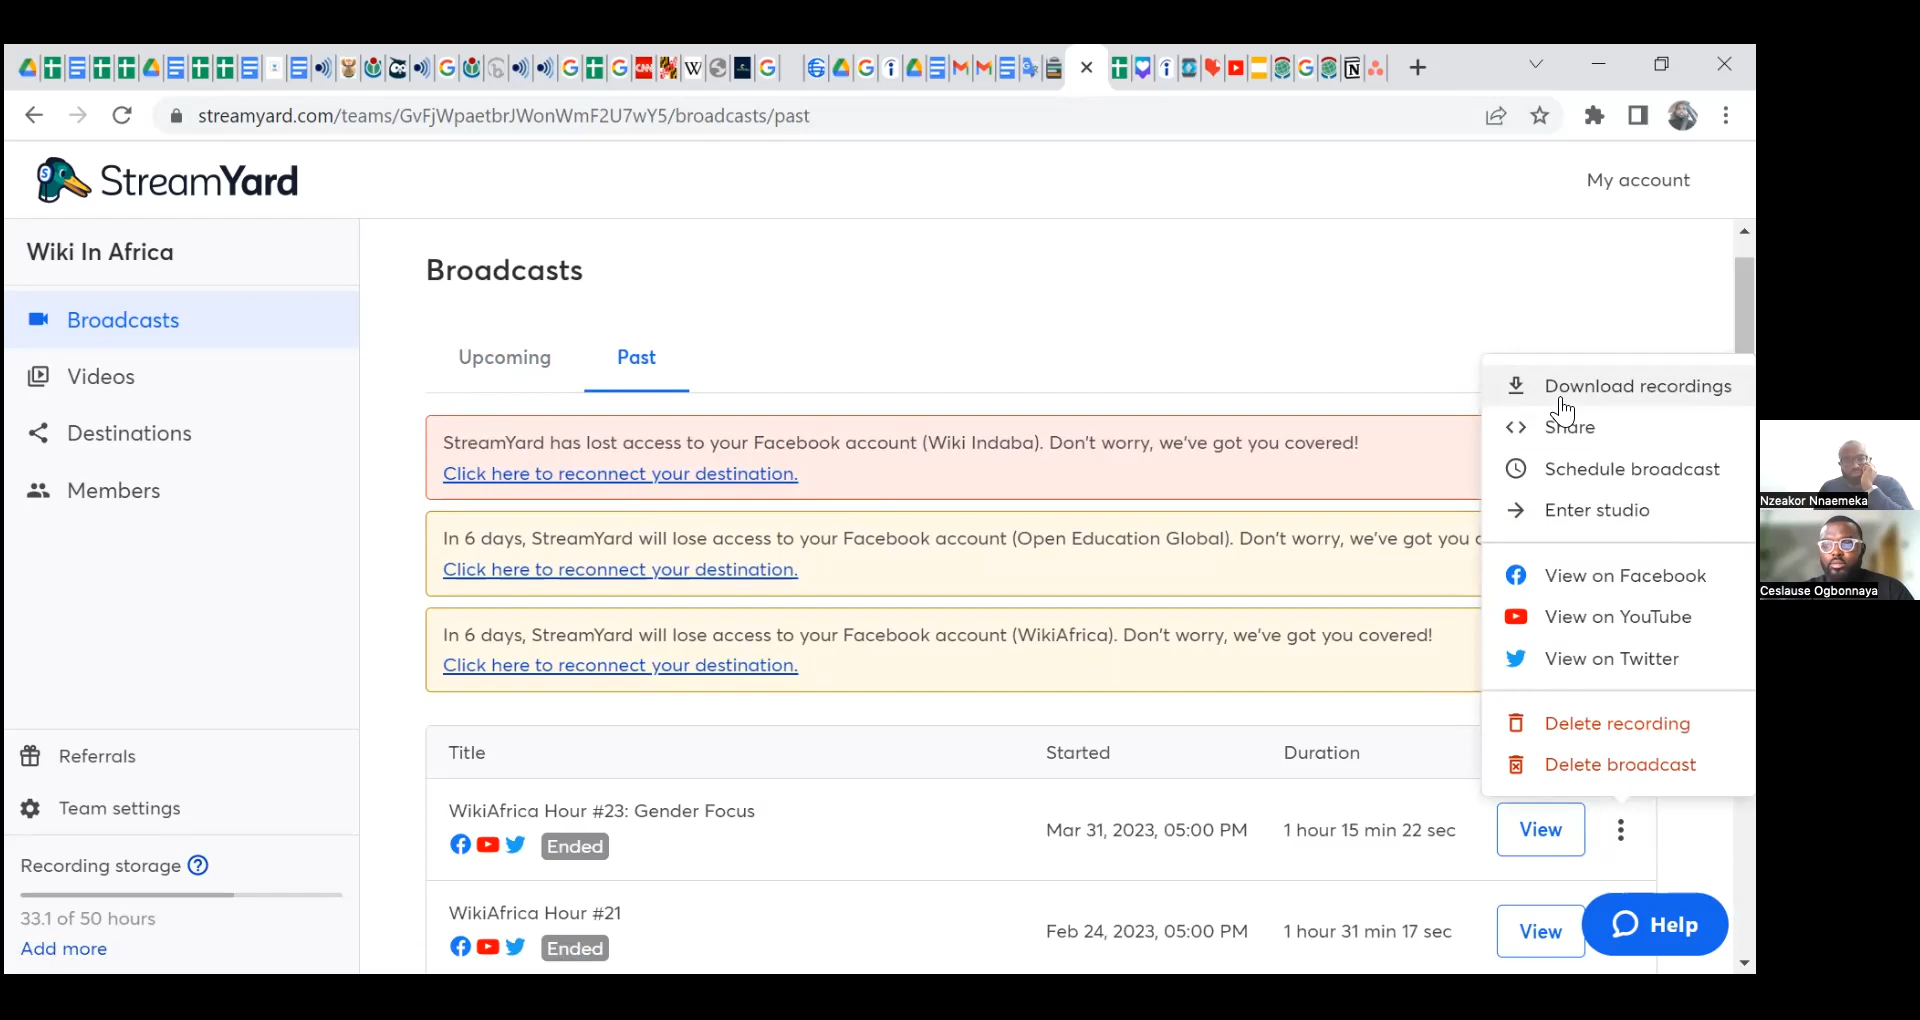 streamyard.com/teams/GvFjWpaetbrJWonWmF2U7wY5/broadcasts/past
StreamYard
My account
Wiki In Africa
Broadcasts
Videos
Destinations
Members
Referrals
Team settings
Recording storage
33.1 of 50 hours
Add more
Broadcasts
Upcoming
Past
StreamYard has lost access to your Facebook account (Wiki Indaba). Don't worry, we've got you covered!
Click here to reconnect your destination.
In 6 days, StreamYard will lose access to your Facebook account (Open Education Global). Don't worry, we've got you
Click here to reconnect your destination.
In 6 days, StreamYard will lose access to your Facebook account (WikiAfrica). Don't worry, we've got you covered!
Click here to reconnect your destination.
Title Started Duration
WikiAfrica Hour #23: Gender Focus
Ended
Mar 31, 2023, 05:00 PM 1 hour 15 min 22 sec View
WikiAfrica Hour #21
Ended
Feb 24, 2023, 05:00 PM 1 hour 31 min 17 sec View
Download recordings
Share
Schedule broadcast
Enter studio
View on Facebook
View on YouTube
View on Twitter
Delete recording
Delete broadcast
Help
Nzeakor Nnaemeka
Ceslause Ogbonnaya